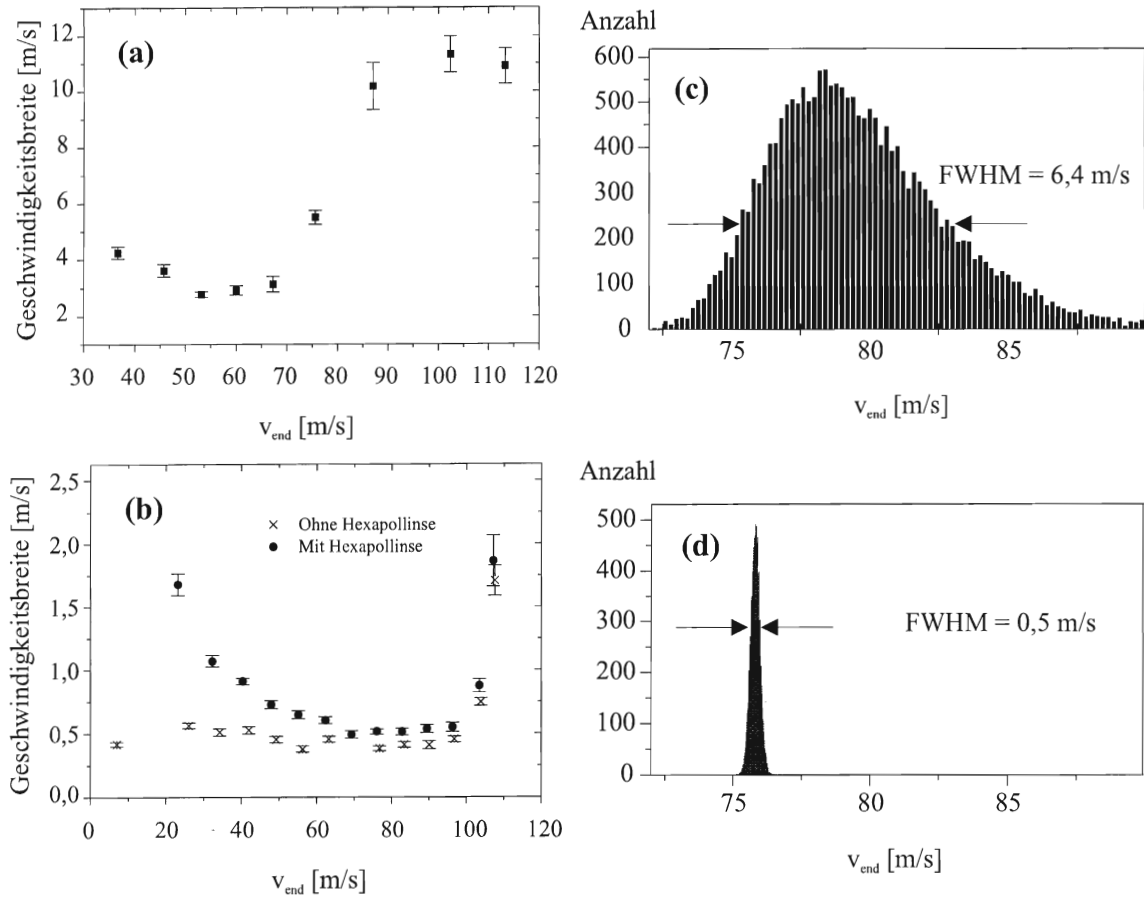 (a)
Geschwindigkeitsbreite [m/s]
12
10
8
6
4
2
30 40 50 60 70 80 90 100 110 120
v_end [m/s]
Anzahl
(c)
600
500
400
300
200
100
0
FWHM = 6,4 m/s
75 80 85
v_end [m/s]
(b)
Geschwindigkeitsbreite [m/s]
2,5
2,0
1,5
1,0
0,5
0,0
× Ohne Hexapollinse
● Mit Hexapollinse
0 20 40 60 80 100 120
v_end [m/s]
Anzahl
(d)
500
400
300
200
100
0
FWHM = 0,5 m/s
75 80 85
v_end [m/s]